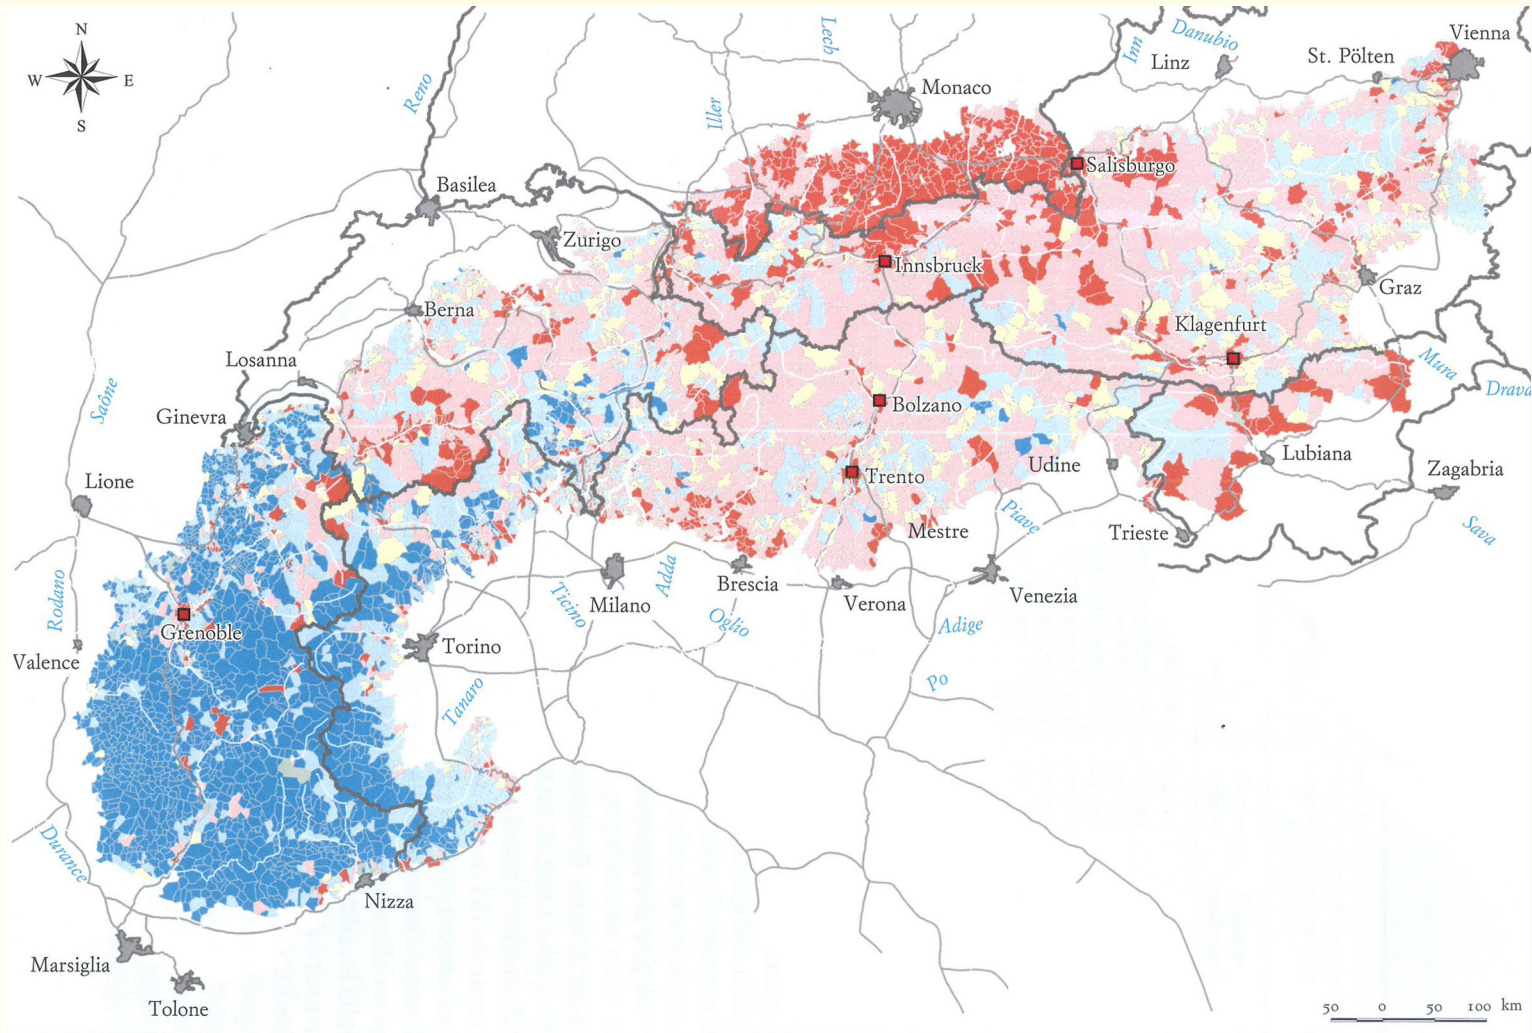 N
W E
S
Reno
Lech
Iller
Inn
Danubio
Linz
St. Pölten
Vienna
Monaco
Salisburgo
Basilea
Zurigo
Innsbruck
Graz
Berna
Klagenfurt
Losanna
Mura
Drava
Saône
Ginevra
Bolzano
Lione
Trento
Udine
Lubiana
Zagabria
Mestre
Piave
Trieste
Sava
Rodano
Grenoble
Valence
Torino
Ticino
Milano
Adda
Brescia
Oglio
Verona
Adige
Venezia
Po
Tanaro
Durance
Nizza
Marsiglia
Tolone
50 0 50 100 km